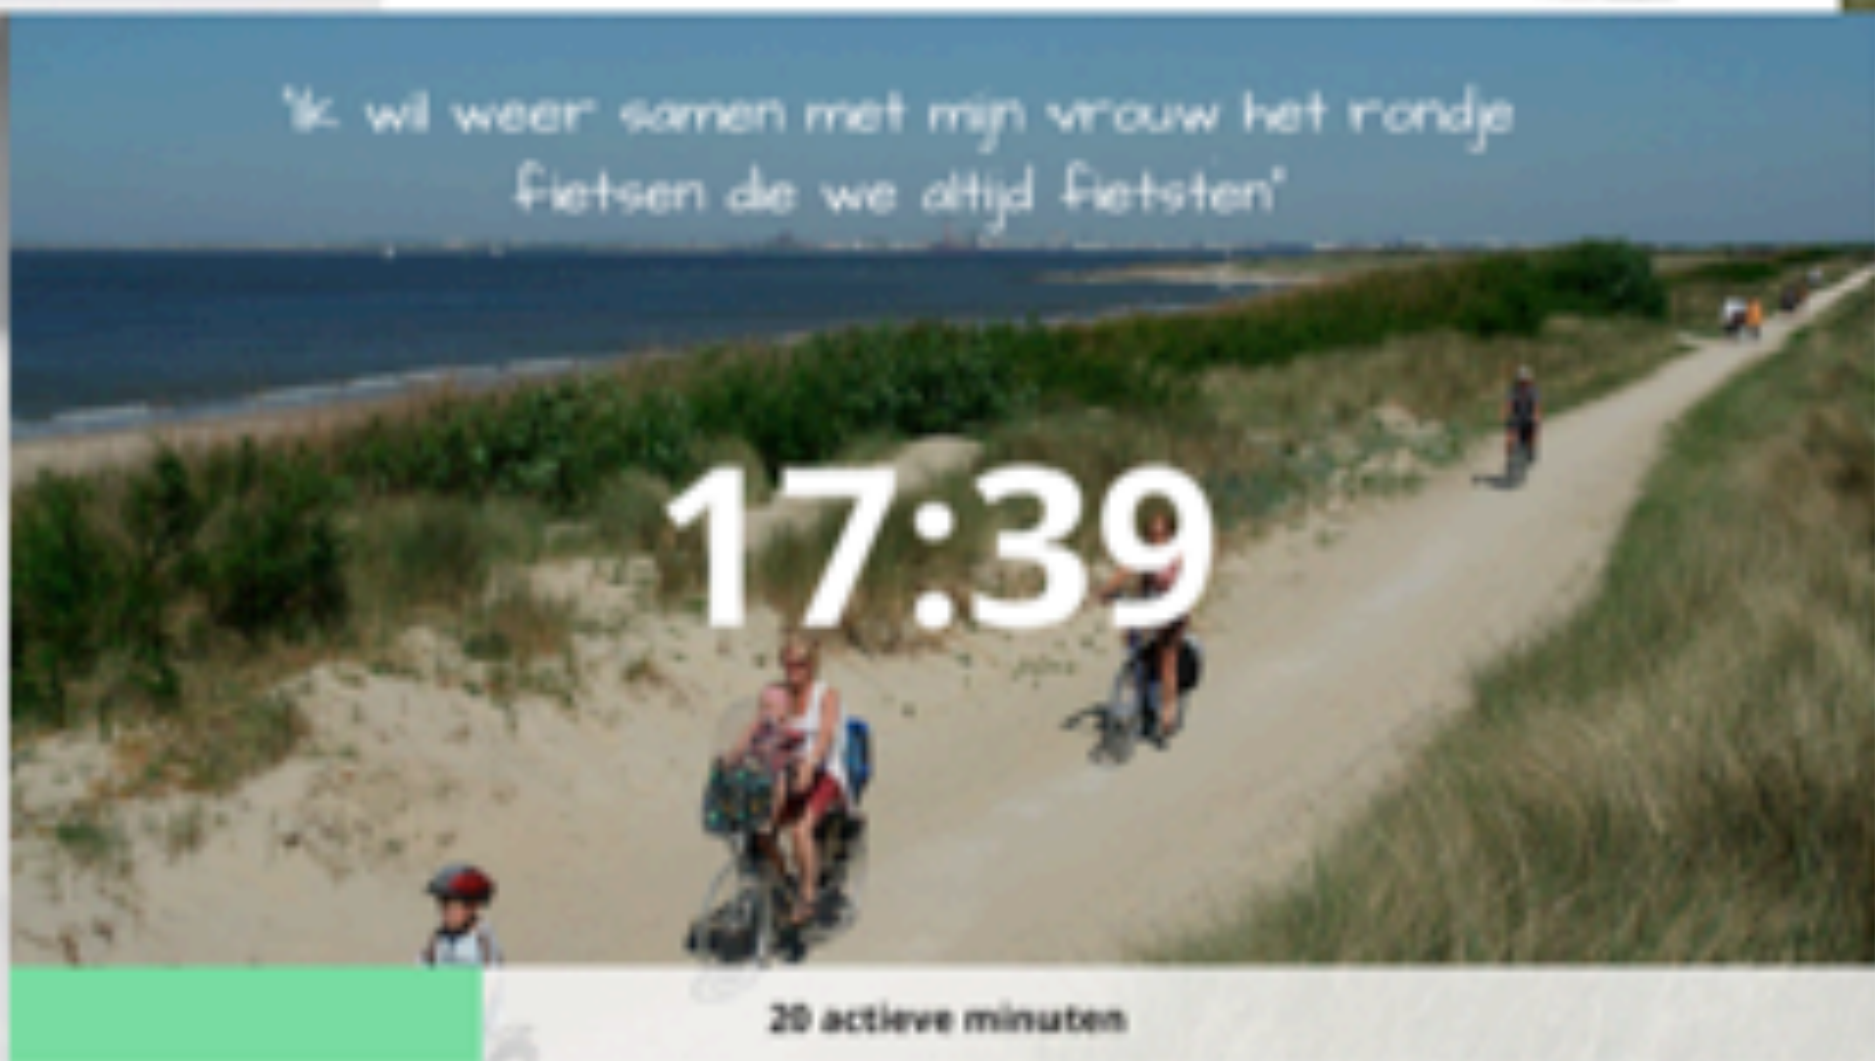 "Ik wil weer samen met mijn vrouw het rondje
fietsen die we altijd fietsten"
17:39
20 actieve minuten